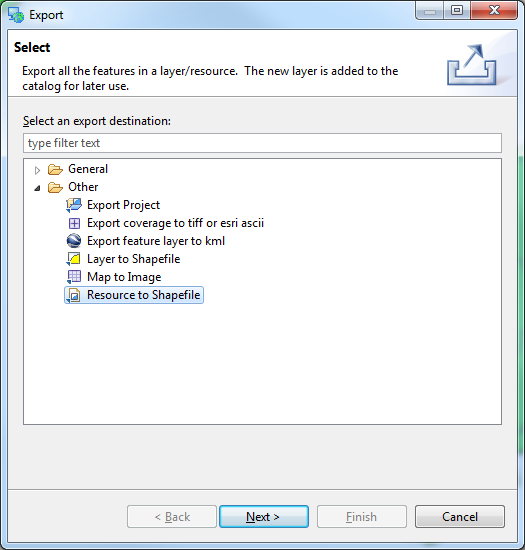 Export
Select
Export all the features in a layer/resource.  The new layer is added to the
catalog for later use.
Select an export destination:
type filter text
General
Other
Export Project
Export coverage to tiff or esri ascii
Export feature layer to kml
Layer to Shapefile
Map to Image
Resource to Shapefile
< Back
Next >
Finish
Cancel